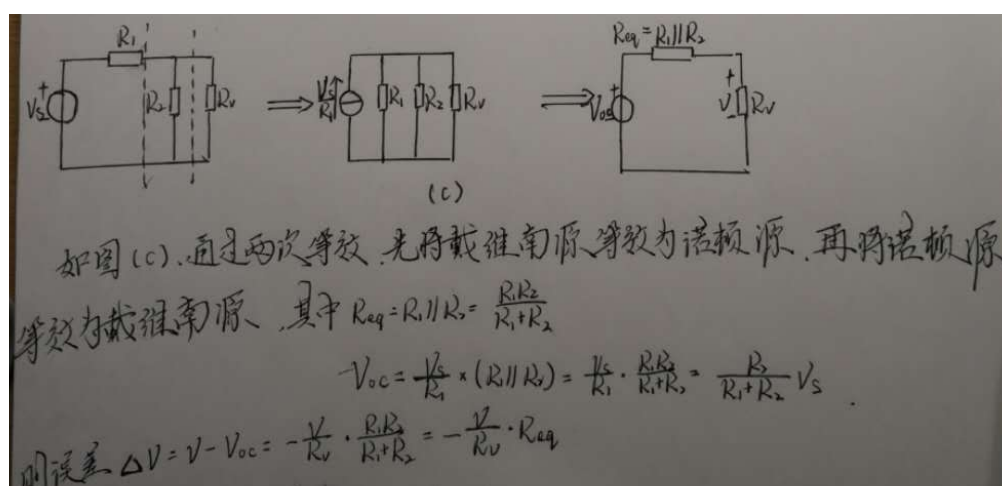 R₁ Req=R₁//R₂
Vs + R₂ Rv ⟹ Vs/R₁ R₁ R₂ Rv ⟹ Vos + V - Rv
(C)
如图(C).通过两次等效.先将戴维南源等效为诺顿源.再将诺顿源
等效为戴维南源.其中 Req=R₁//R₂= R₁R₂/(R₁+R₂)
Voc= Vs/R₁ ×(R₁//R₂)= Vs/R₁ · R₁R₂/(R₁+R₂) = R₂/(R₁+R₂) Vs .
则误差 ΔV=V-Voc= - V/Rv · R₁R₂/(R₁+R₂) = - V/Rv · Req